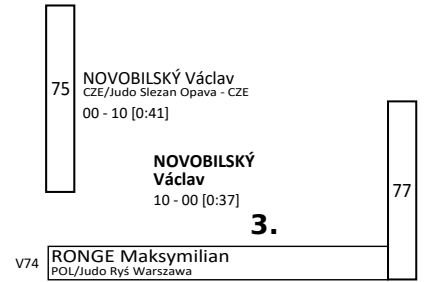 75
NOVOBILSKÝ Václav
CZE/Judo Slezan Opava - CZE
00 - 10 [0:41]
NOVOBILSKÝ
Václav
10 - 00 [0:37]
77
3.
V74
RONGE Maksymilian
POL/Judo Ryś Warszawa